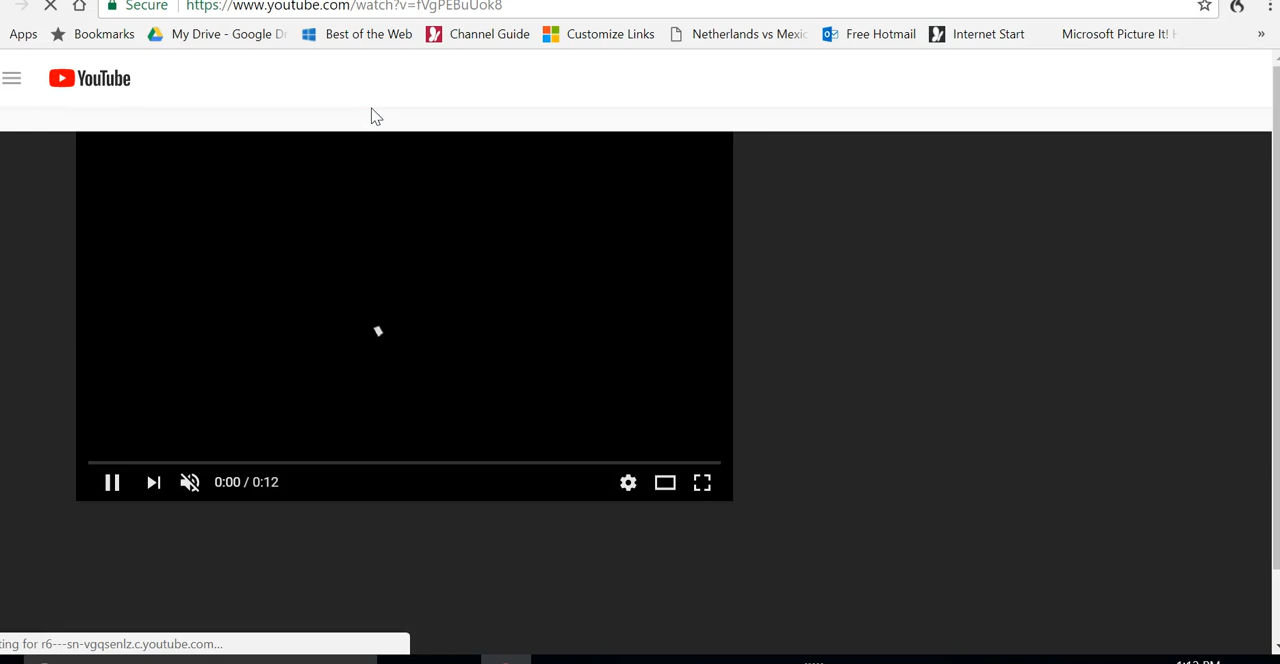 Secure https://www.youtube.com/watch?v=fVgPEBuUok8
Apps Bookmarks My Drive - Google Dr Best of the Web Channel Guide Customize Links Netherlands vs Mexic Free Hotmail Internet Start Microsoft Picture It! H »
YouTube
0:00 / 0:12
ting for r6---sn-vgqsenlz.c.youtube.com...